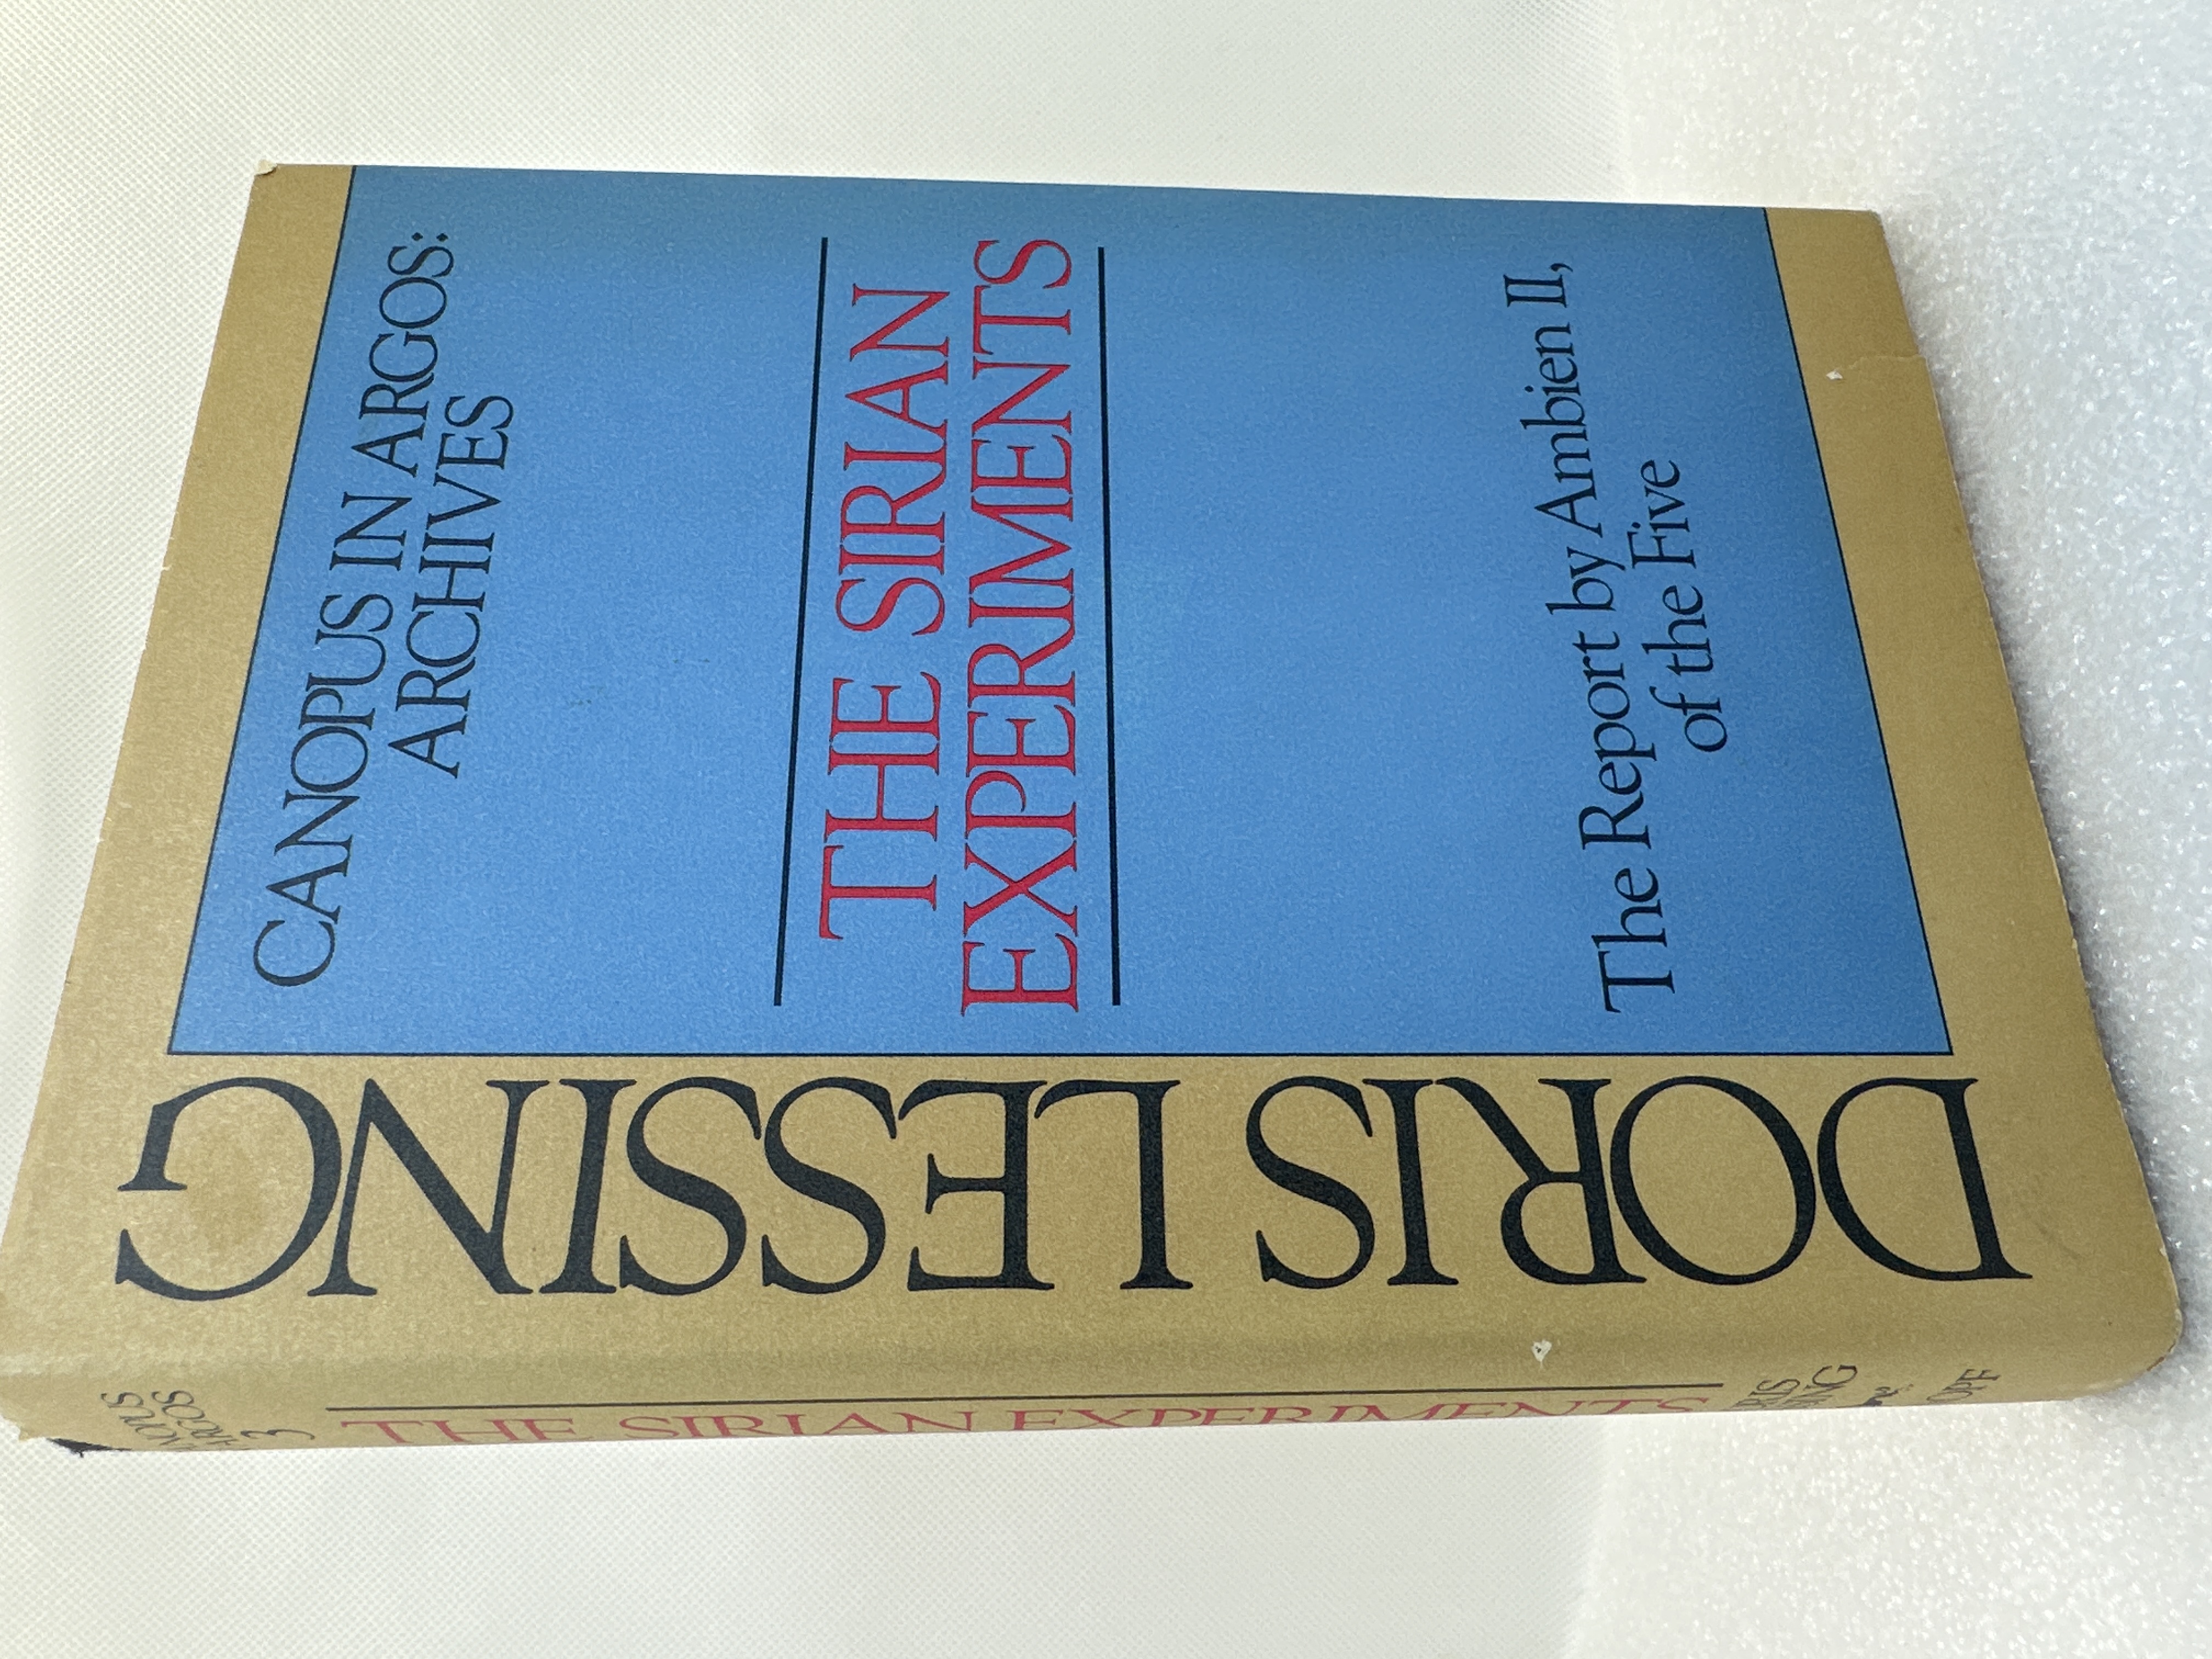 CANOPUS IN ARGOS:
ARCHIVES
THE SIRIAN
EXPERIMENTS
The Report by Ambien II,
of the Five
DORIS LESSING
3
THE SIRIAN EXPERIMENTS